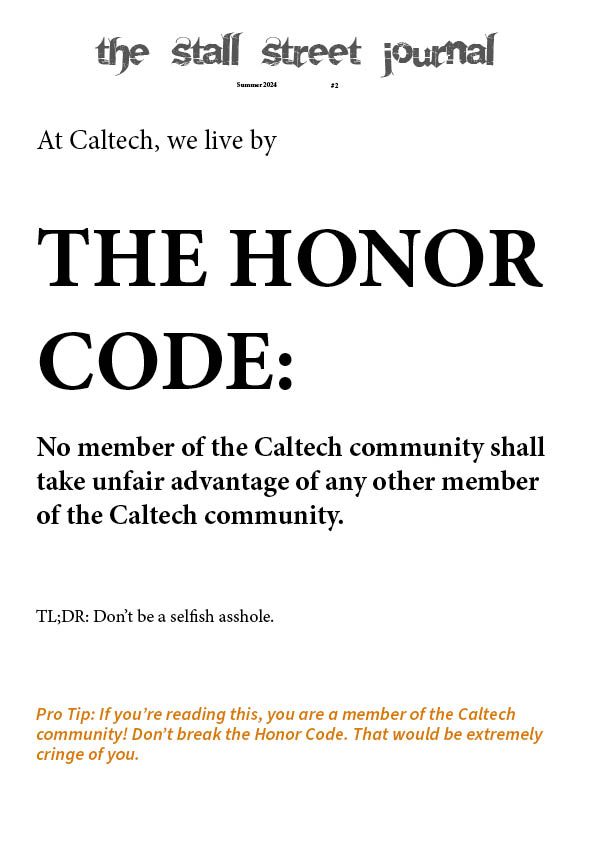 the stall street journal
Summer 2024 #2
At Caltech, we live by
THE HONOR
CODE:
No member of the Caltech community shall
take unfair advantage of any other member
of the Caltech community.
TL;DR: Don’t be a selfish asshole.
Pro Tip: If you’re reading this, you are a member of the Caltech
community! Don’t break the Honor Code. That would be extremely
cringe of you.